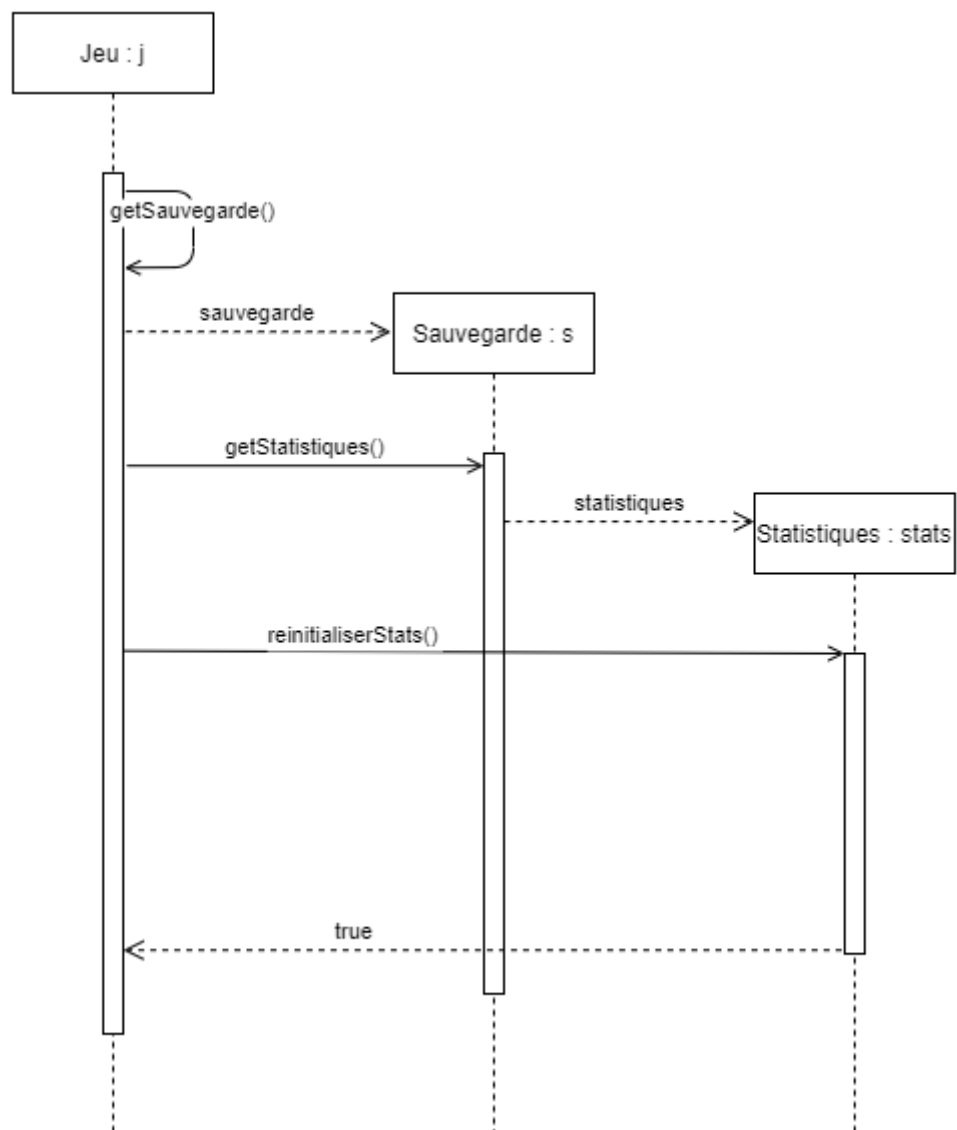 Jeu : j
getSauvegarde()
sauvegarde
Sauvegarde : s
getStatistiques()
statistiques
Statistiques : stats
reinitialiserStats()
true